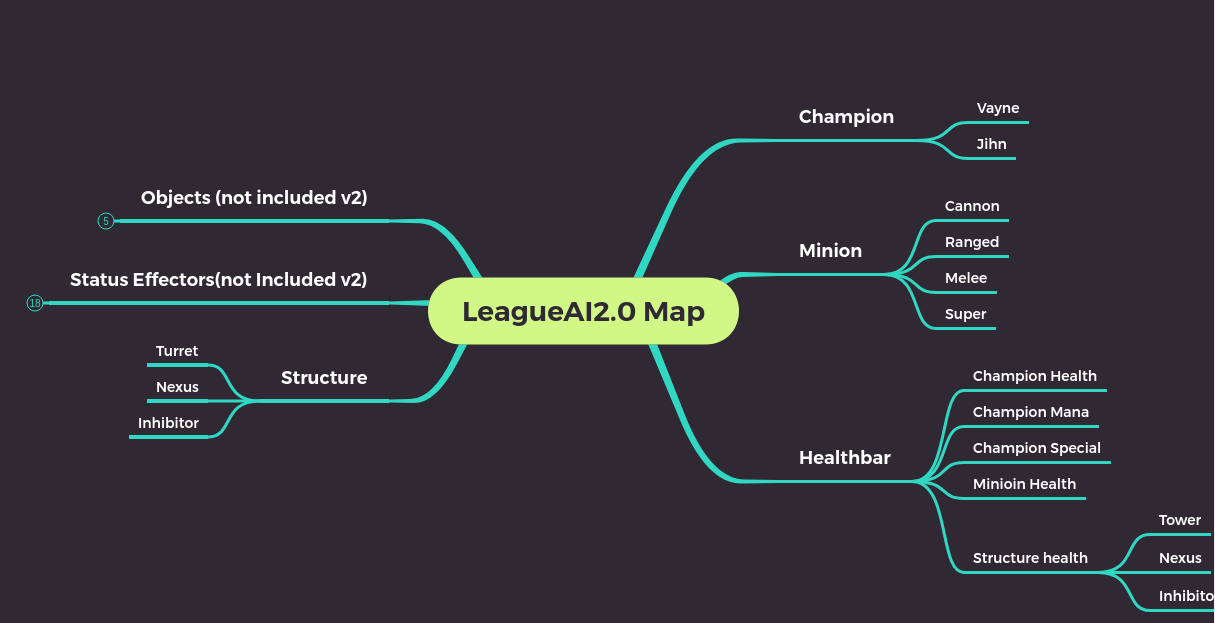 LeagueAI2.0 Map
Champion
Vayne
Jihn
Minion
Cannon
Ranged
Melee
Super
Healthbar
Champion Health
Champion Mana
Champion Special
Minioin Health
Structure health
Tower
Nexus
Inhibito
Objects (not included v2)
5
Status Effectors(not Included v2)
18
Structure
Turret
Nexus
Inhibitor